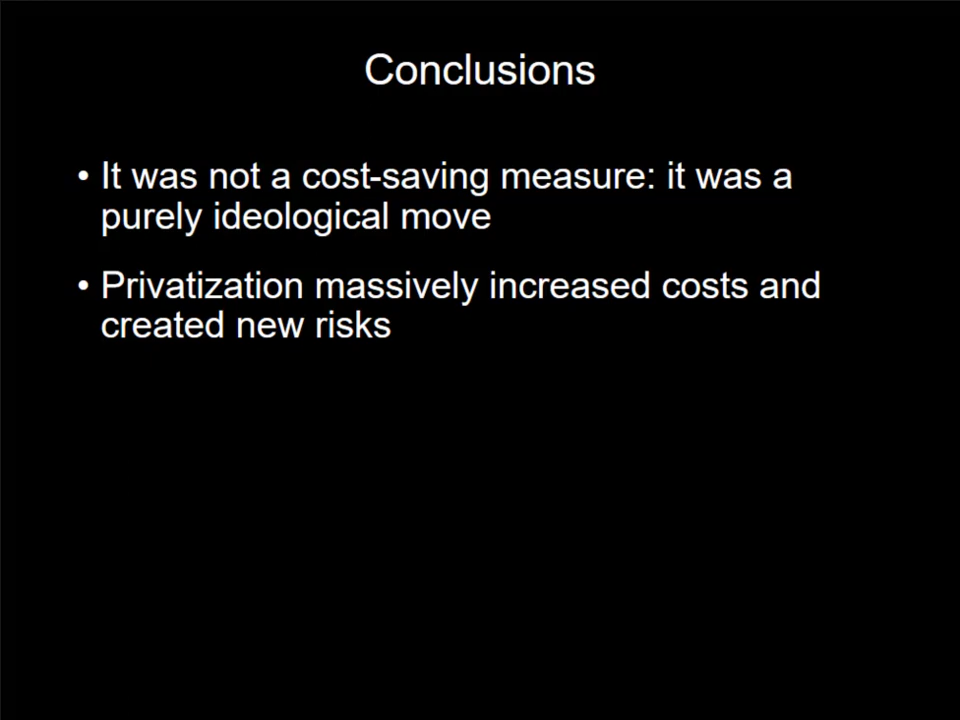 Conclusions
• It was not a cost-saving measure: it was a
purely ideological move
• Privatization massively increased costs and
created new risks